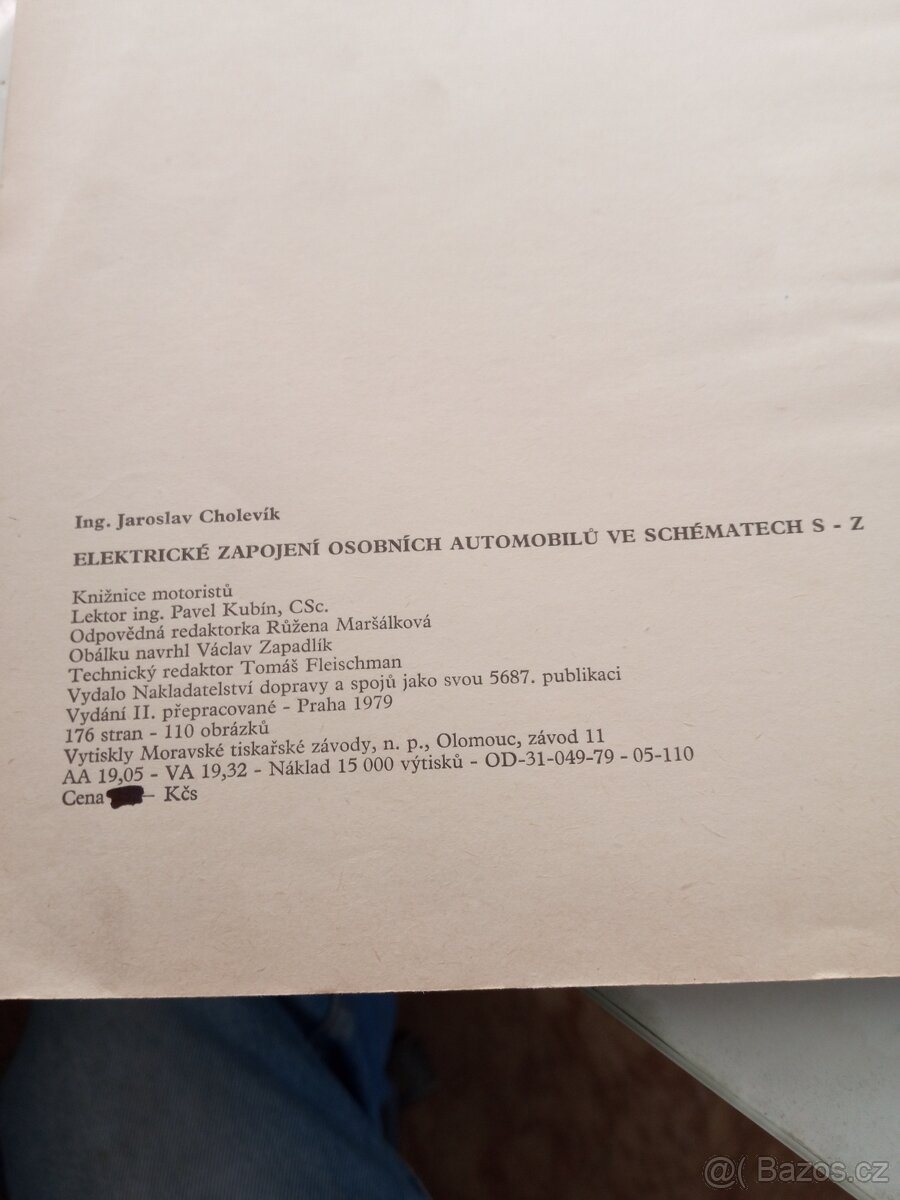 Ing. Jaroslav Cholevík
ELEKTRICKÉ ZAPOJENÍ OSOBNÍCH AUTOMOBILŮ VE SCHÉMATECH S - Z
Knižnice motoristů
Lektor ing. Pavel Kubín, CSc.
Odpovědná redaktorka Růžena Maršálková
Obálku navrhl Václav Zapadlík
Technický redaktor Tomáš Fleischman
Vydalo Nakladatelství dopravy a spojů jako svou 5687. publikaci
Vydání II. přepracované - Praha 1979
176 stran - 110 obrázků
Vytiskly Moravské tiskařské závody, n. p., Olomouc, závod 11
AA 19,05 - VA 19,32 - Náklad 15 000 výtisků - OD-31-049-79 - 05-110
Cena – Kčs
@( Bazos.cz